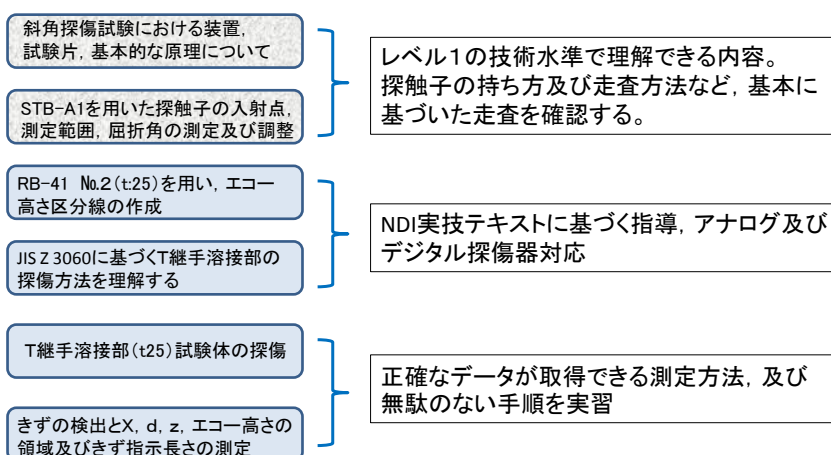 斜角探傷試験における装置,
試験片, 基本的な原理について
STB-A1を用いた探触子の入射点,
測定範囲, 屈折角の測定及び調整
レベル1の技術水準で理解できる内容。
探触子の持ち方及び走査方法など, 基本に
基づいた走査を確認する。
RB-41 №2(t:25)を用い, エコー
高さ区分線の作成
JIS Z 3060に基づくT継手溶接部の
探傷方法を理解する
NDI実技テキストに基づく指導, アナログ及び
デジタル探傷器対応
T継手溶接部(t25)試験体の探傷
きずの検出とX, d, z, エコー高さの
領域及びきず指示長さの測定
正確なデータが取得できる測定方法, 及び
無駄のない手順を実習